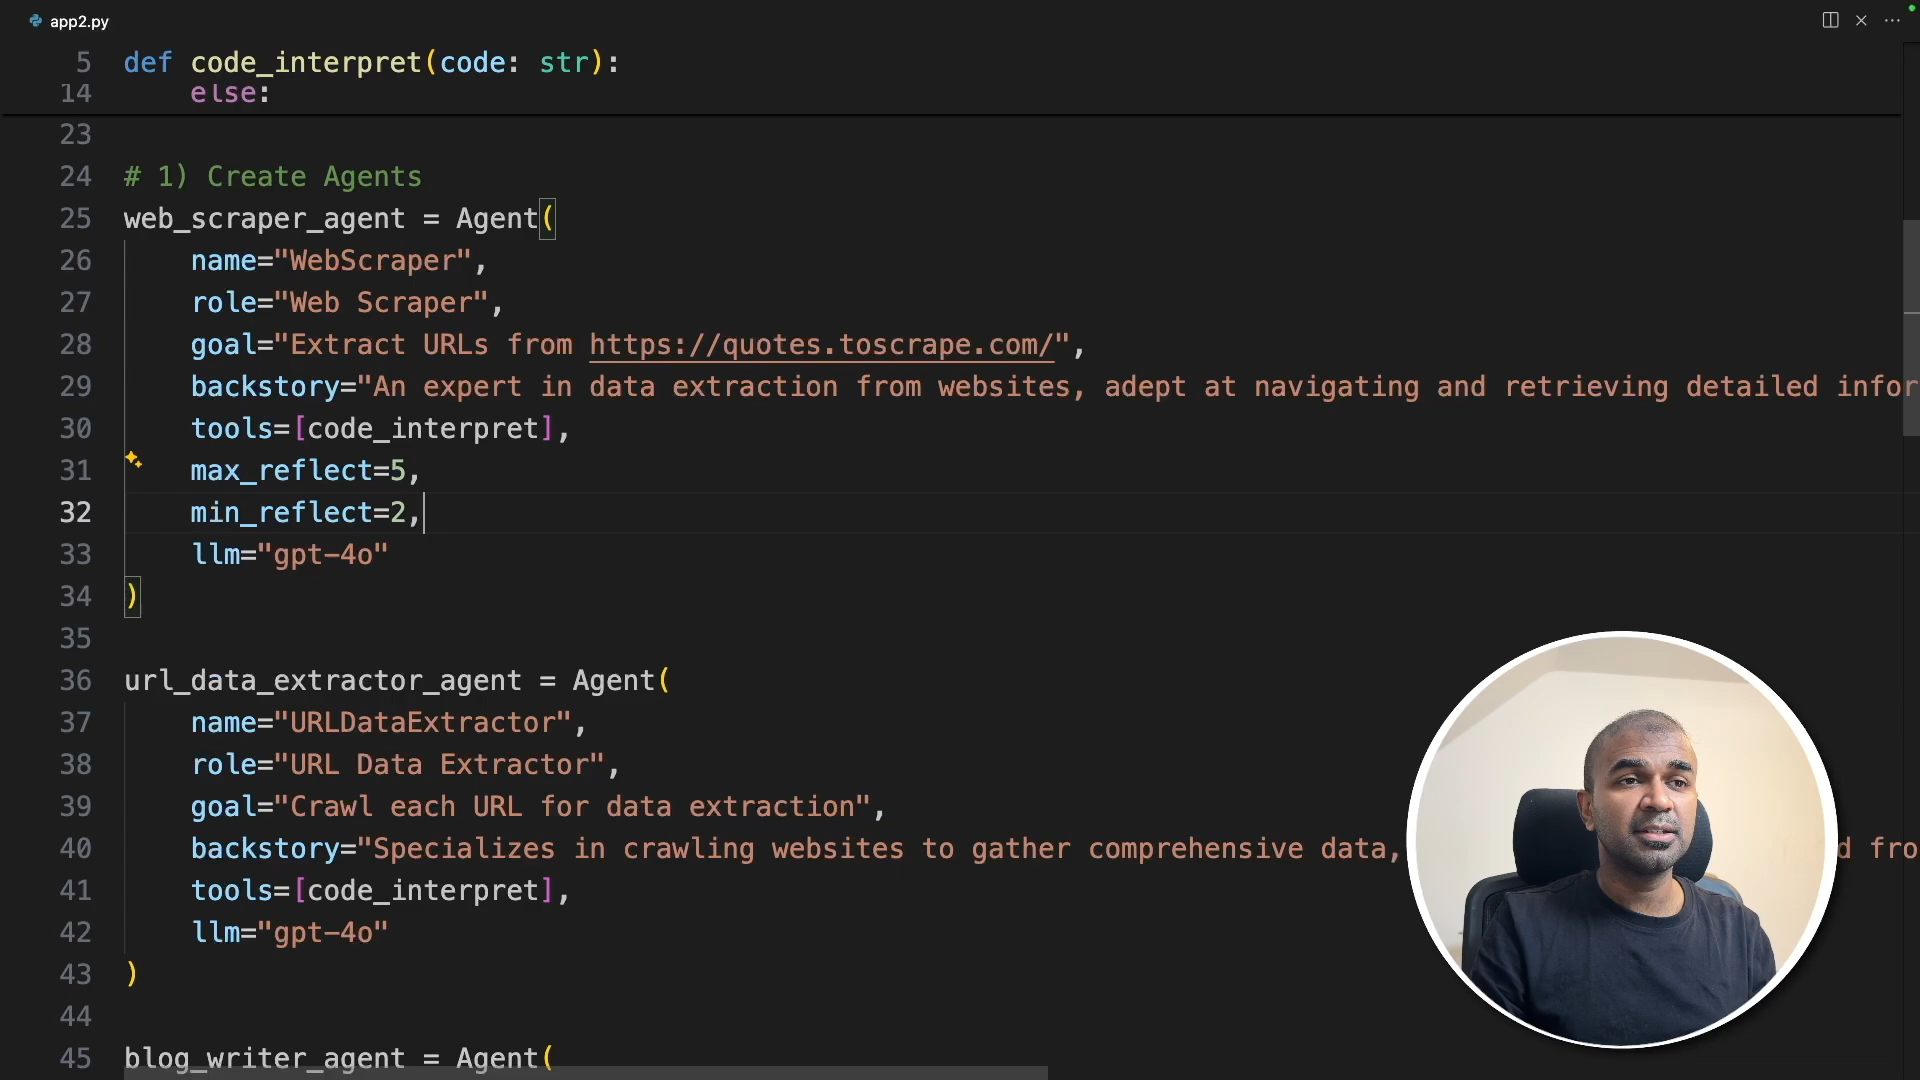 app2.py
5 def code_interpret(code: str):
14 else:
23
24 # 1) Create Agents
25 web_scraper_agent = Agent(
26 name="WebScraper",
27 role="Web Scraper",
28 goal="Extract URLs from https://quotes.toscrape.com/",
29 backstory="An expert in data extraction from websites, adept at navigating and retrieving detailed infor
30 tools=[code_interpret],
31 max_reflect=5,
32 min_reflect=2,
33 llm="gpt-4o"
34 )
35
36 url_data_extractor_agent = Agent(
37 name="URLDataExtractor",
38 role="URL Data Extractor",
39 goal="Crawl each URL for data extraction",
40 backstory="Specializes in crawling websites to gather comprehensive data, d fro
41 tools=[code_interpret],
42 llm="gpt-4o"
43 )
44
45 blog_writer_agent = Agent(